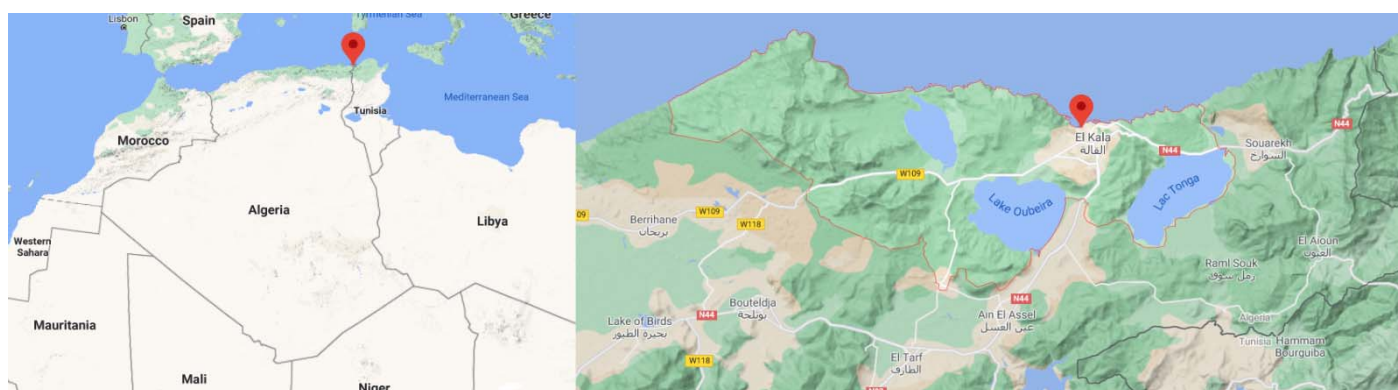 Tyrrhenian Sea
Greece
Lisbon
Spain
Mediterranean Sea
Tunisia
Morocco
Algeria
Libya
Western
Sahara
Mauritania
Mali
Niger
El Kala
القالة
N44
Souarekh
السوارخ
N44
W109
Lake Oubeira
Lac Tonga
Berrihane
بريحان
W109
09
W118
El Aioun
العيون
Raml Souk
رمل سوق
Bouteldja
بوثلجة
N44
Lake of Birds
بحيرة الطيور
Ain El Assel
عين العسل
N44
Algeria
Tunisia
Hammam
Bourguiba
El Tarf
الطارف
W118